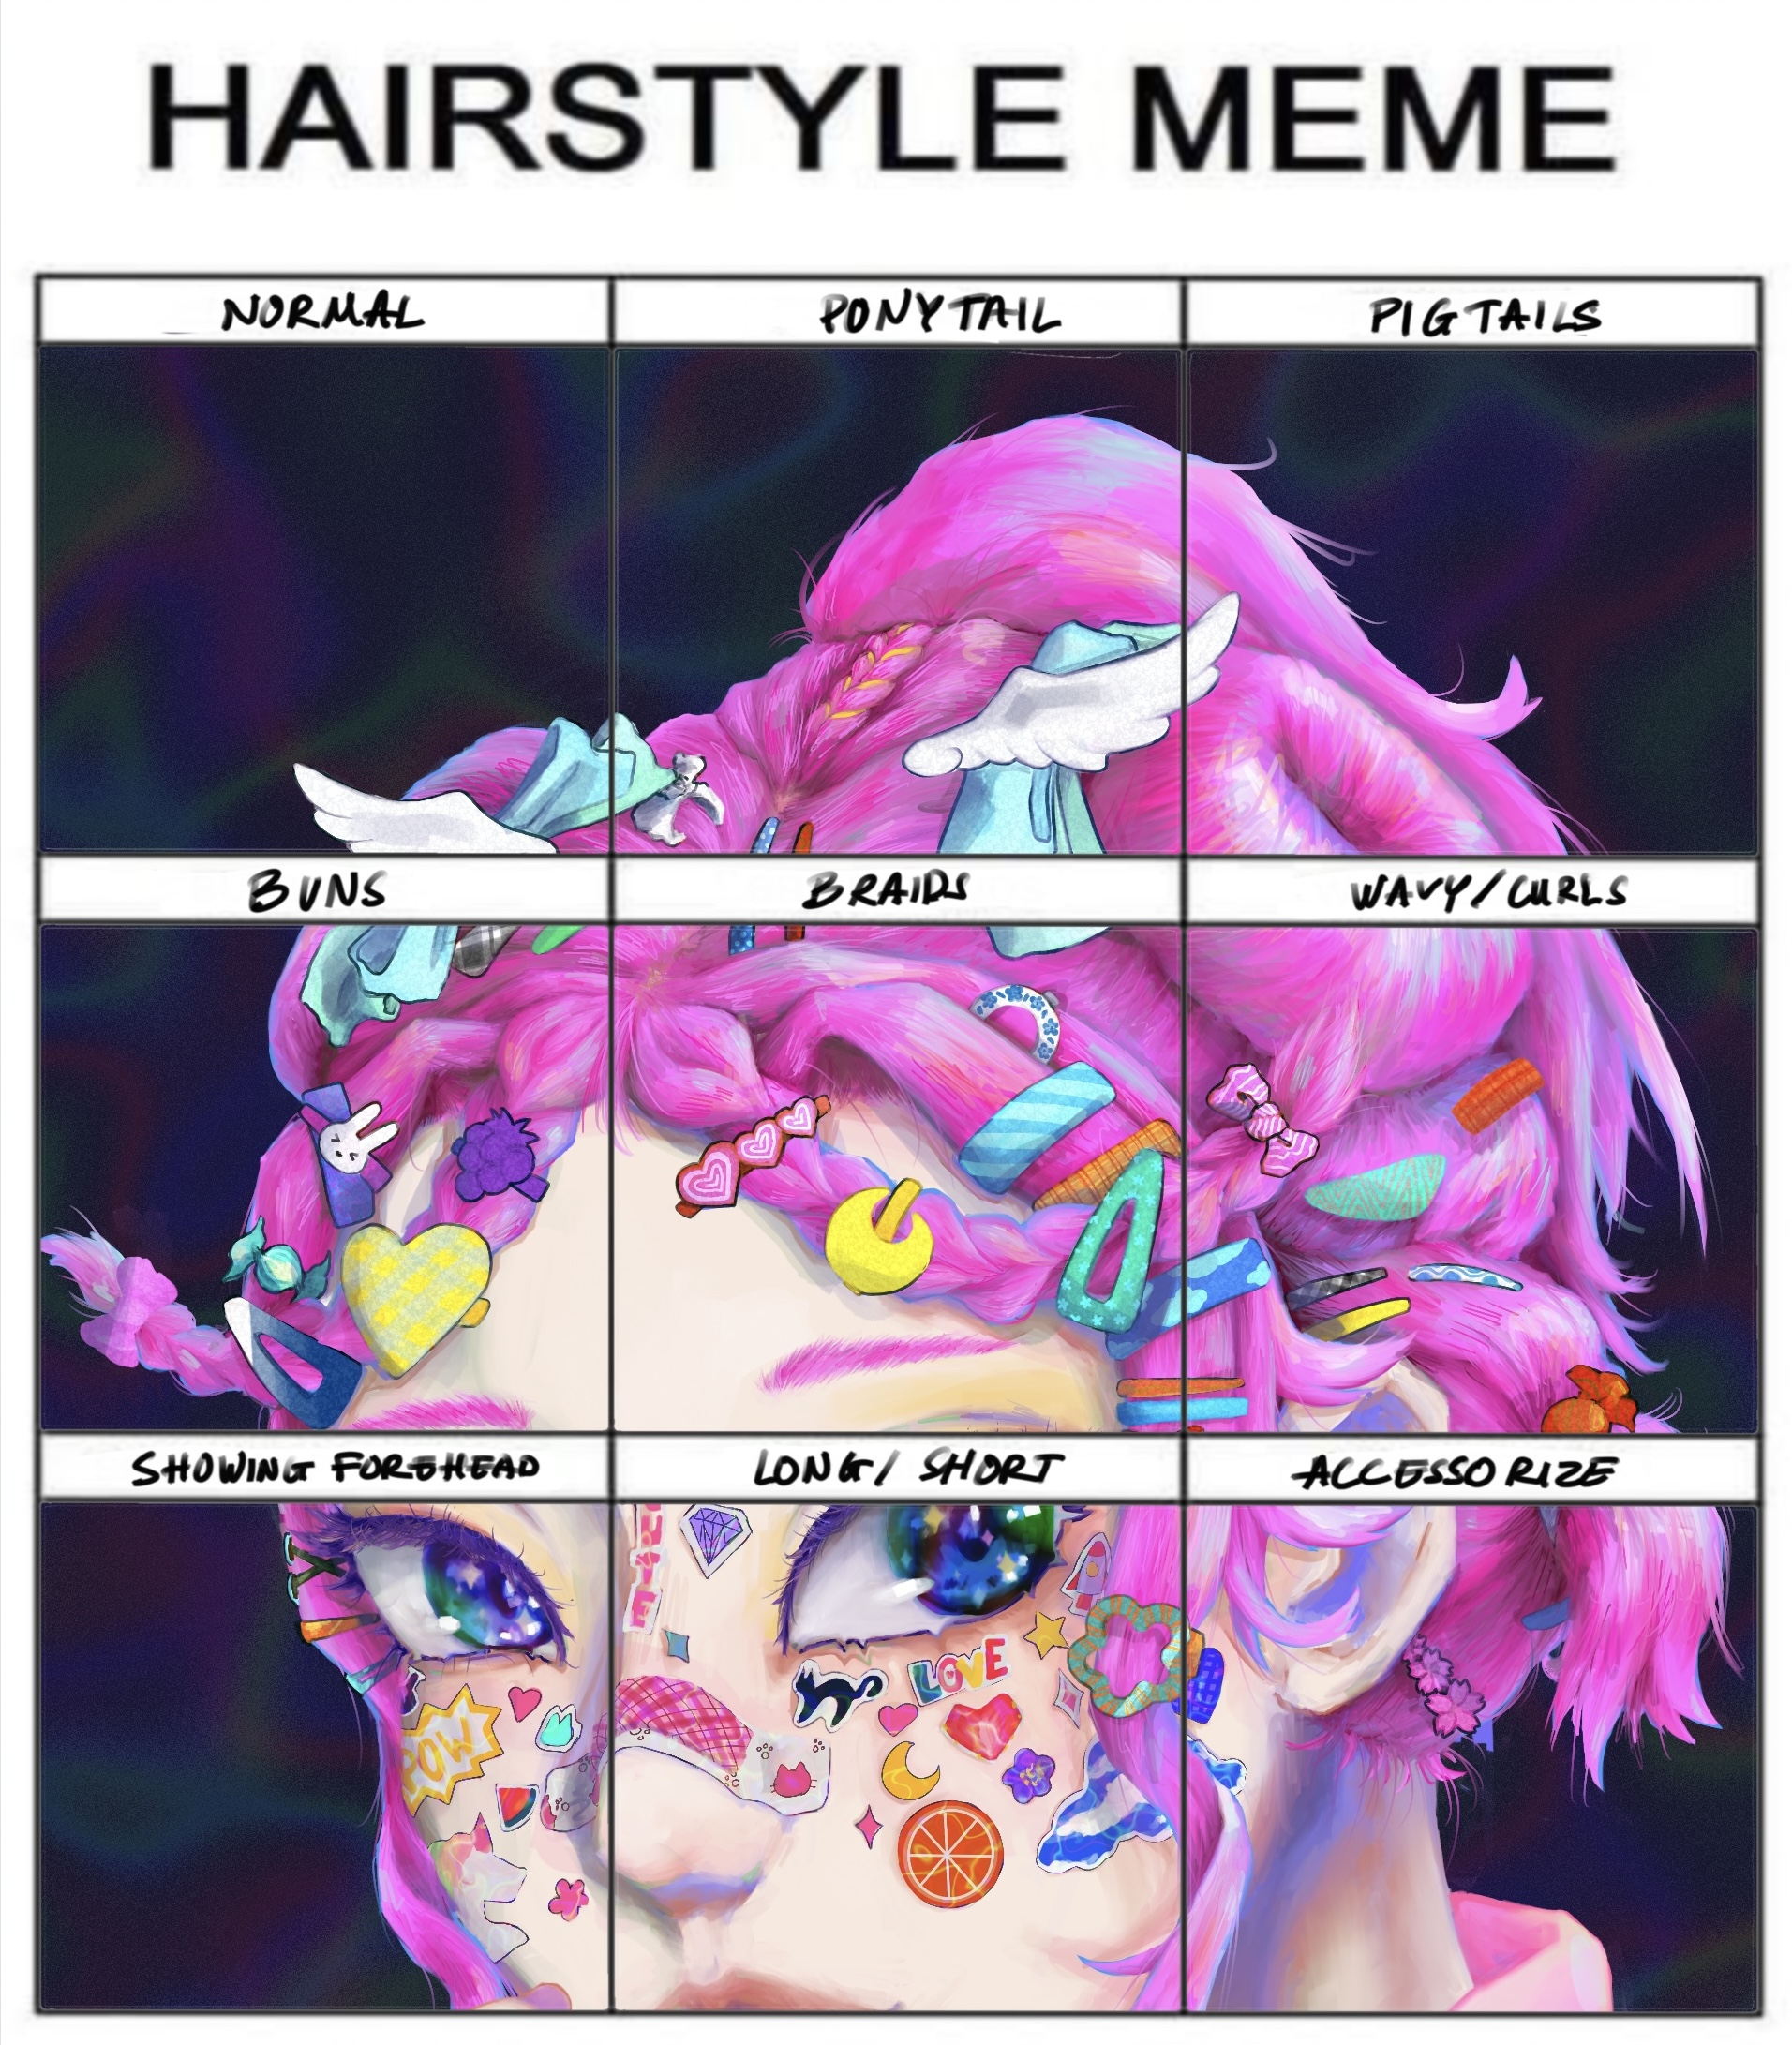 HAIRSTYLE MEME
NORMAL
PONYTAIL
PIGTAILS
BUNS
BRAIDS
WAVY/CURLS
SHOWING FOREHEAD
LONG/SHORT
ACCESSORIZE
LOVE
POW